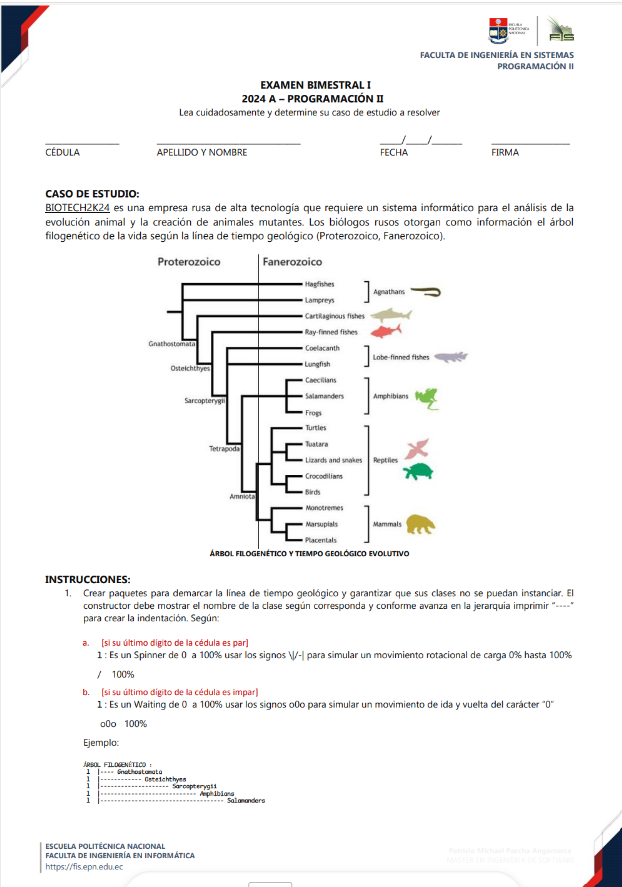 ESCUELA
POLITÉCNICA
NACIONAL
FIS
FACULTA DE INGENIERÍA EN SISTEMAS
PROGRAMACIÓN II
EXAMEN BIMESTRAL I
2024 A – PROGRAMACIÓN II
Lea cuidadosamente y determine su caso de estudio a resolver
____/____/______
CÉDULA APELLIDO Y NOMBRE FECHA FIRMA
CASO DE ESTUDIO:
BIOTECH2K24 es una empresa rusa de alta tecnología que requiere un sistema informático para el análisis de la
evolución animal y la creación de animales mutantes. Los biólogos rusos otorgan como información el árbol
filogenético de la vida según la línea de tiempo geológico (Proterozoico, Fanerozoico).
Proterozoico Fanerozoico
Hagfishes
Agnathans
Lampreys
Cartilaginous fishes
Ray-finned fishes
Gnathostomata
Coelacanth
Lobe-finned fishes
Lungfish
Osteichthyes
Caecilians
Salamanders Amphibians
Sarcopterygii
Frogs
Turtles
Tuatara
Tetrapoda
Lizards and snakes Reptiles
Crocodilians
Birds
Amniota
Monotremes
Marsupials Mammals
Placentals
ÁRBOL FILOGENÉTICO Y TIEMPO GEOLÓGICO EVOLUTIVO
INSTRUCCIONES:
1. Crear paquetes para demarcar la línea de tiempo geológico y garantizar que sus clases no se puedan instanciar. El
constructor debe mostrar el nombre de la clase según corresponda y conforme avanza en la jerarquía imprimir "----"
para crear la indentación. Según:
a. [si su último dígito de la cédula es par]
1 : Es un Spinner de 0 a 100% usar los signos \|/-| para simular un movimiento rotacional de carga 0% hasta 100%
/ 100%
b. [si su último dígito de la cédula es impar]
1 : Es un Waiting de 0 a 100% usar los signos o0o para simular un movimiento de ida y vuelta del carácter "0"
o0o 100%
Ejemplo:
ÁRBOL FILOGENÉTICO :
1 |---- Gnathostomata
1 |------------ Osteichthyes
1 |-------------------- Sarcopterygii
1 |---------------------------- Amphibians
1 |------------------------------------ Salamanders
ESCUELA POLITÉCNICA NACIONAL
FACULTAD DE INGENIERÍA EN INFORMÁTICA
https://fis.epn.edu.ec